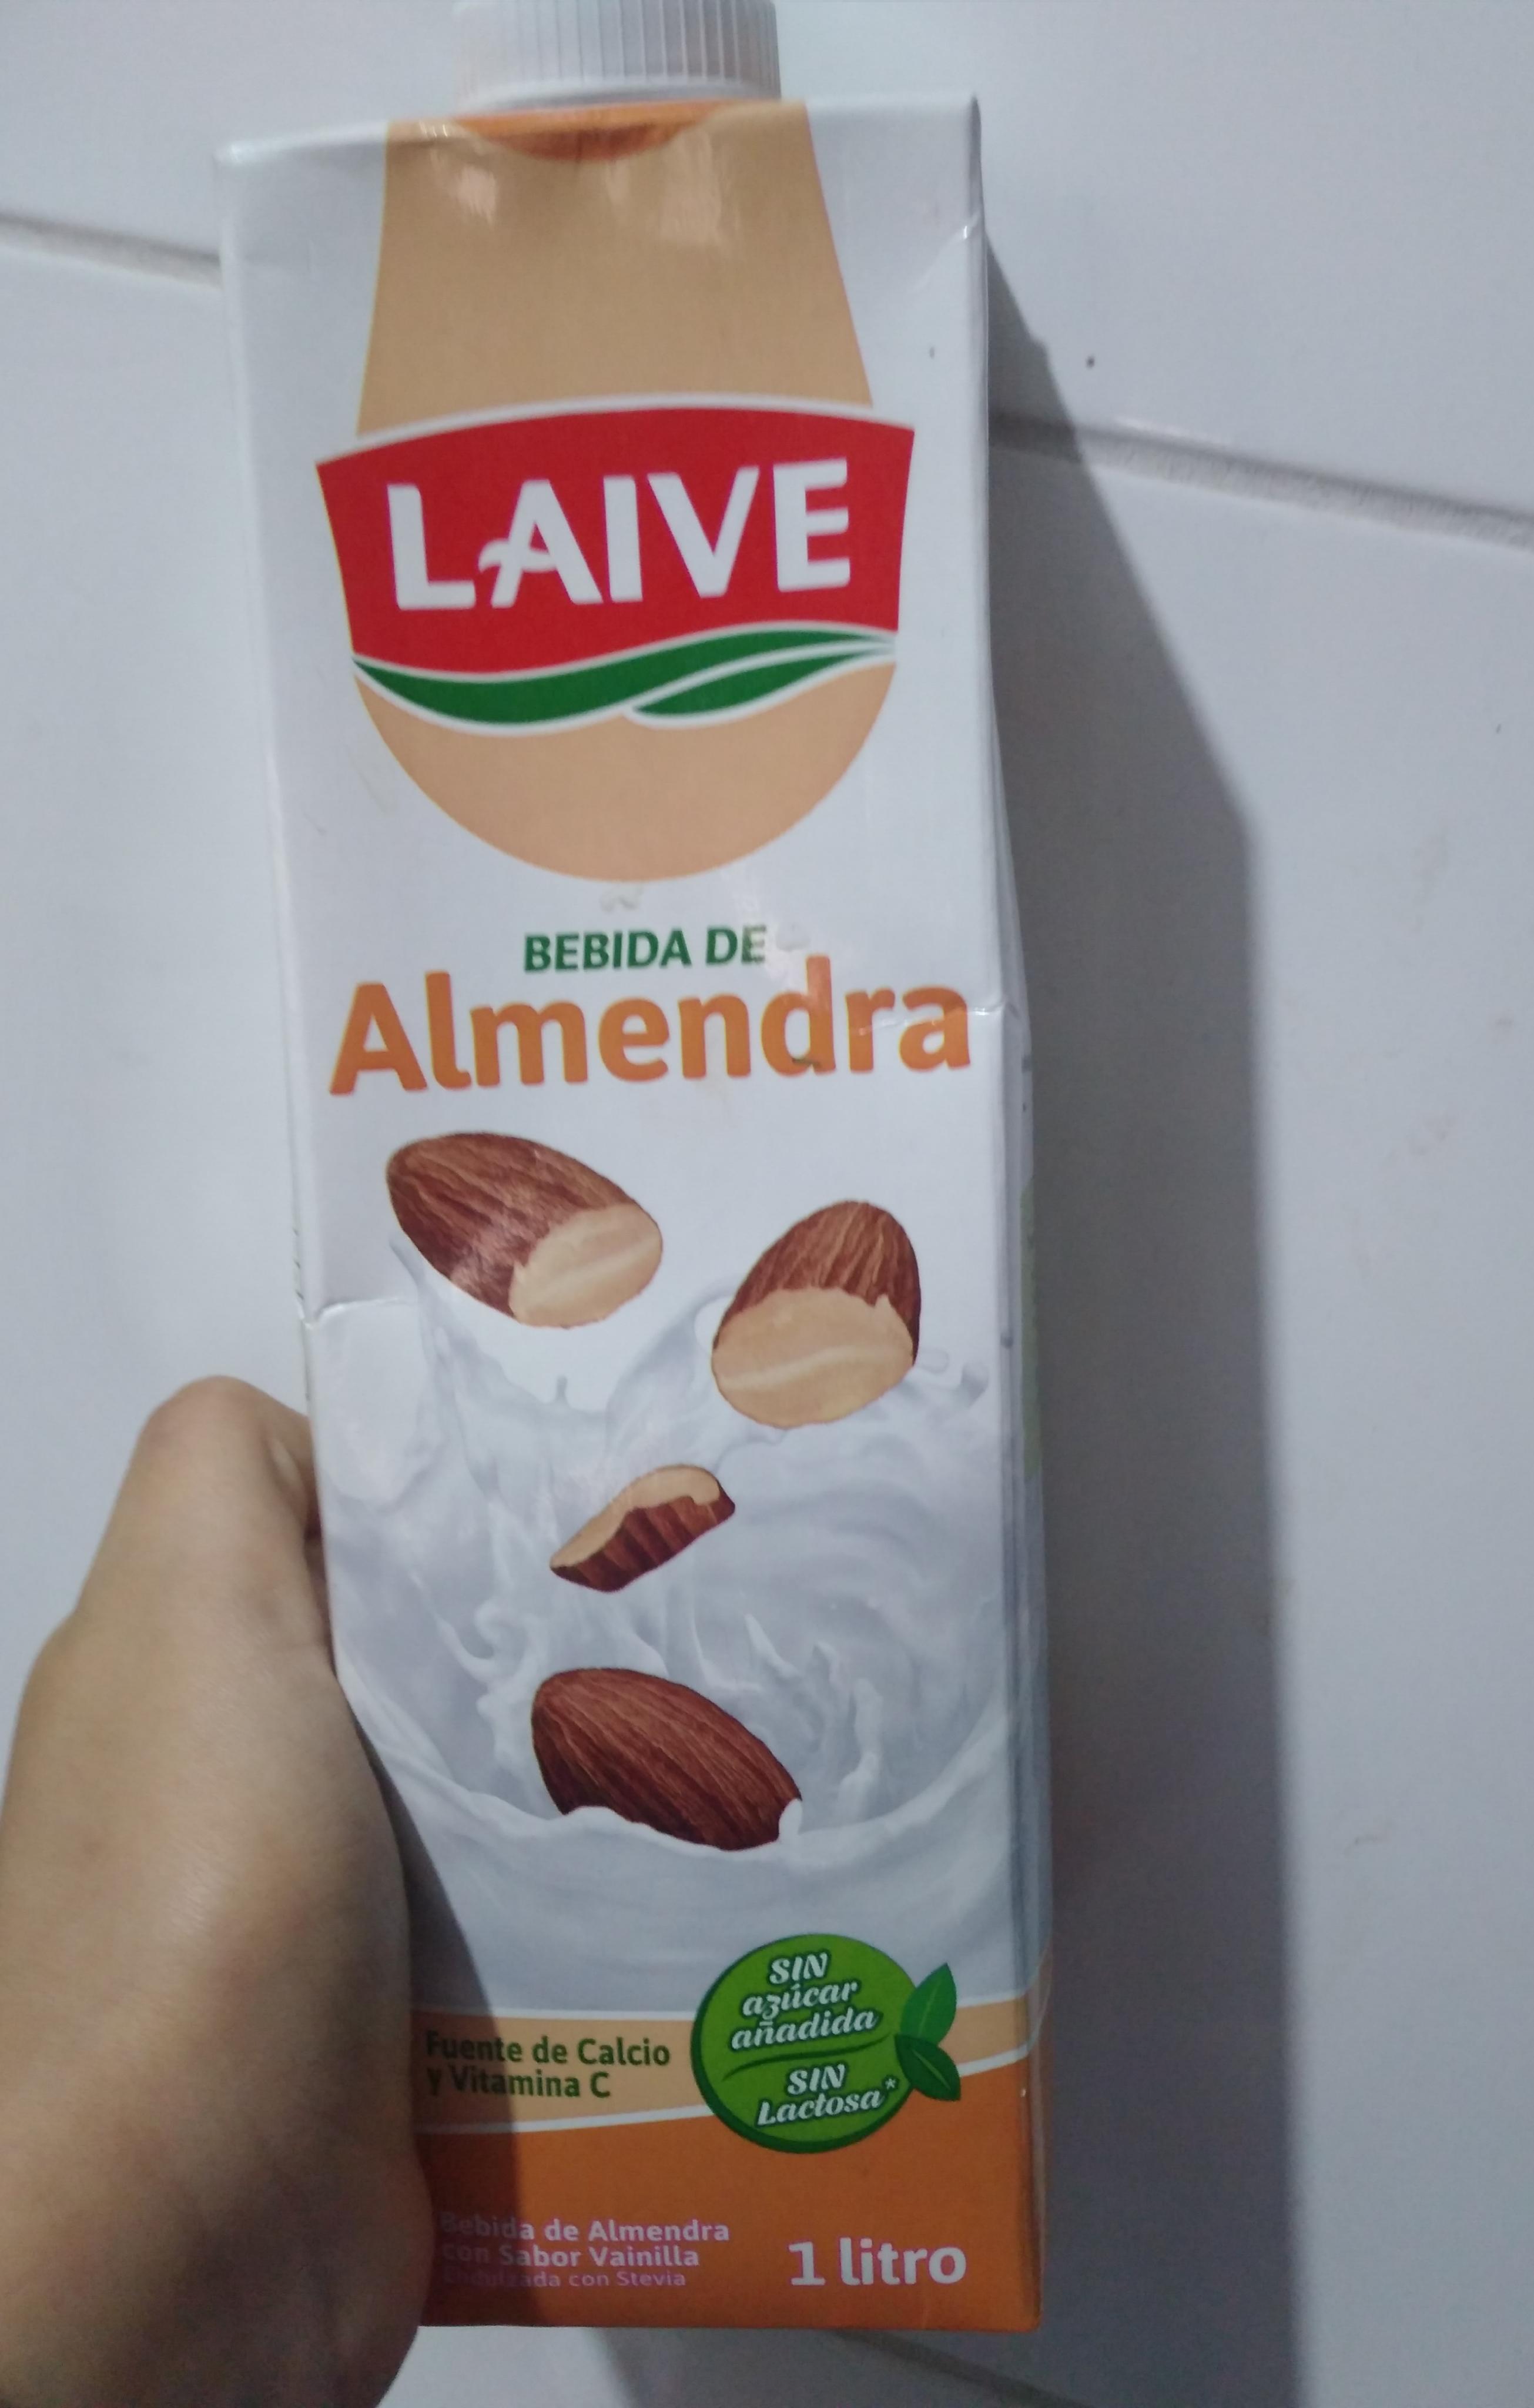 LAIVE
BEBIDA DE
Almendra
SIN
azúcar
añadida
SIN
Lactosa*
Fuente de Calcio
y Vitamina C
Bebida de Almendra
con Sabor Vainilla
Endulzada con Stevia
1 litro